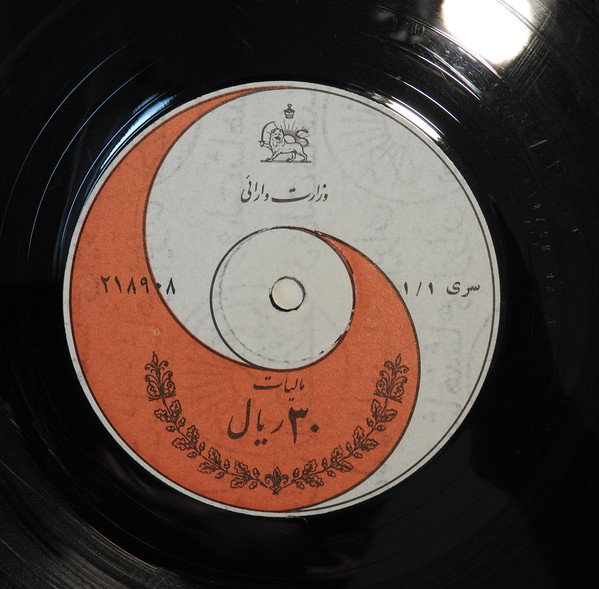 وزارت دارائی
۲۱۸۹۰۸
سری ۱/۱
مالیات
۳۰ ریال